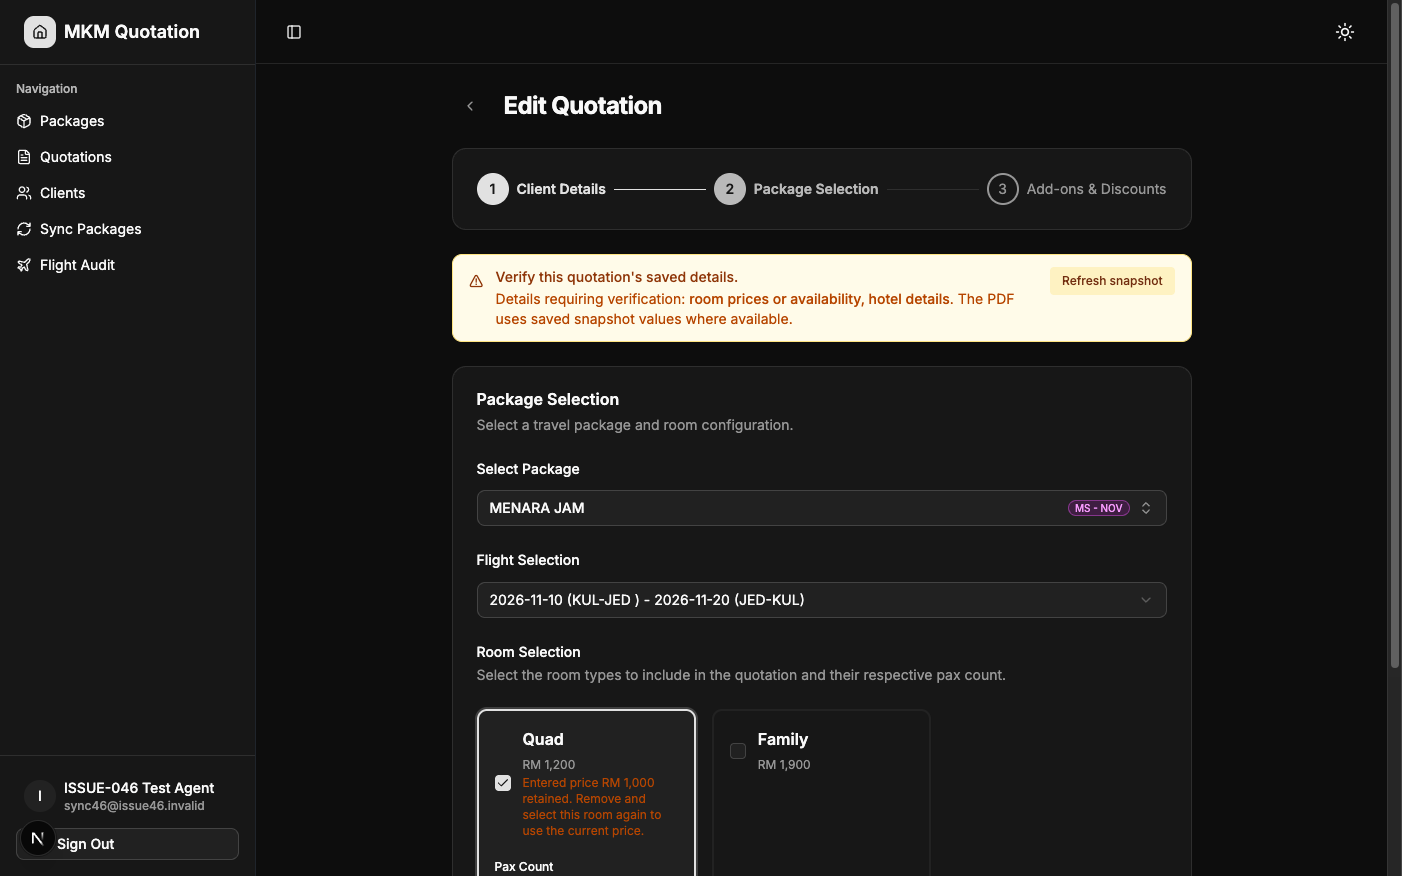 MKM Quotation
Navigation
Packages
Quotations
Clients
Sync Packages
Flight Audit
ISSUE-046 Test Agent
I
sync46@issue46.invalid
N
Sign Out
Edit Quotation
1 Client Details
2 Package Selection
3 Add-ons & Discounts
Verify this quotation's saved details.
Refresh snapshot
Details requiring verification: room prices or availability, hotel details. The PDF
uses saved snapshot values where available.
Package Selection
Select a travel package and room configuration.
Select Package
MENARA JAM MS - NOV
Flight Selection
2026-11-10 (KUL-JED ) - 2026-11-20 (JED-KUL)
Room Selection
Select the room types to include in the quotation and their respective pax count.
Quad
RM 1,200
Entered price RM 1,000
retained. Remove and
select this room again to
use the current price.
Pax Count
Family
RM 1,900